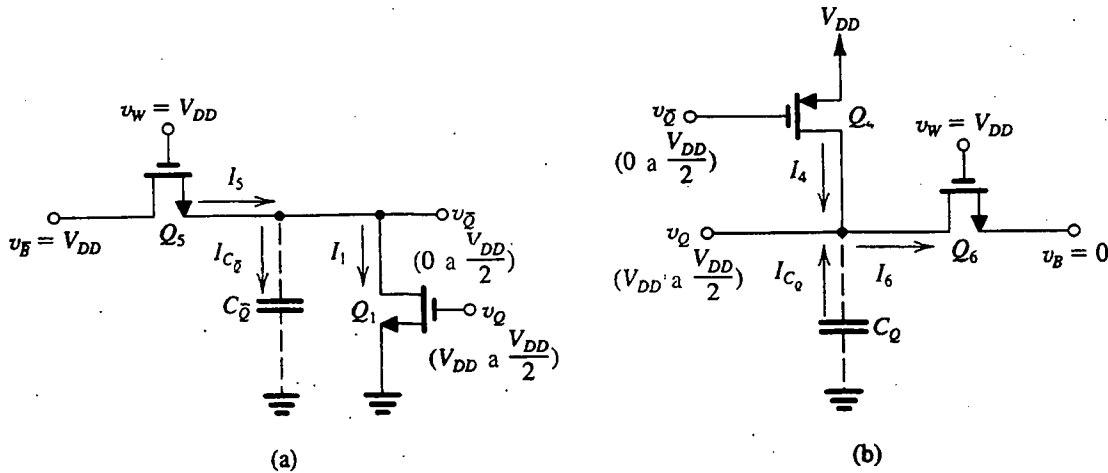 v_W = V_DD
I_5
Q_5
v_B̄ = V_DD
I_C_Q̄
C_Q̄
I_1
v_Q̄
(0 a V_DD/2)
Q_1
v_Q
(V_DD a V_DD/2)
(a)
V_DD
v_Q̄
(0 a V_DD/2)
I_4
v_W = V_DD
v_Q
(V_DD a V_DD/2)
I_C_Q
I_6
Q_6
v_B = 0
C_Q
(b)